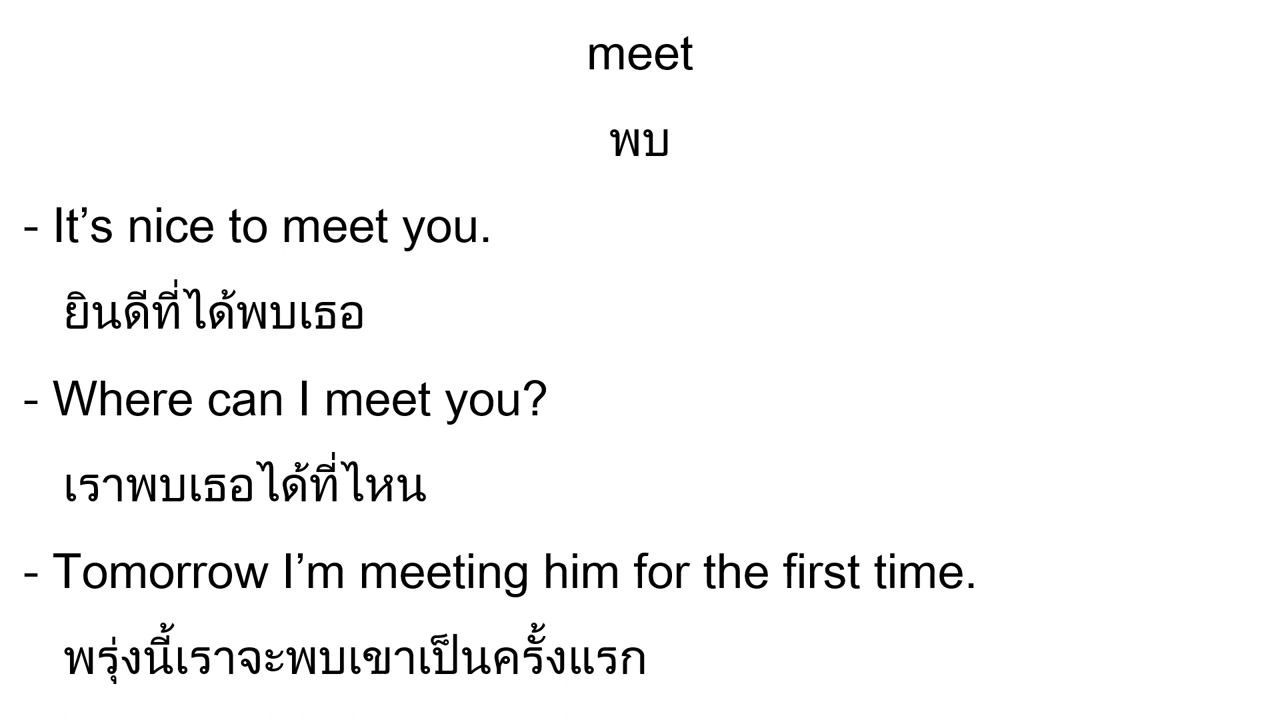 meet
พบ
- It’s nice to meet you.
ยินดีที่ได้พบเธอ
- Where can I meet you?
เราพบเธอได้ที่ไหน
- Tomorrow I’m meeting him for the first time.
พรุ่งนี้เราจะพบเขาเป็นครั้งแรก